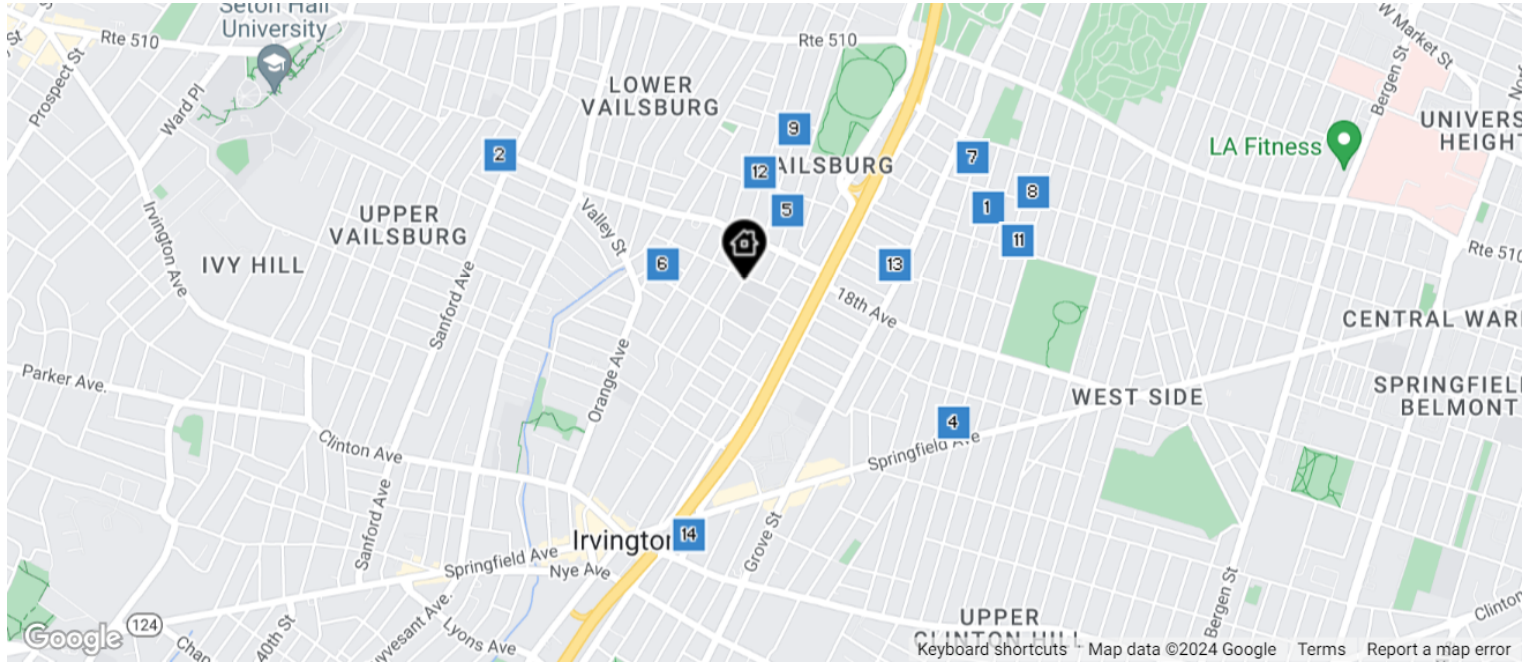 Seton Hall
University
Rte 510
Prospect St
Ward Pl
LOWER
VAILSBURG
Rte 510
W Market St
Bergen St
UNIVERS
HEIGHT
LA Fitness
9
2
12
AILSBURG
7
8
5
1
11
UPPER
VAILSBURG
Valley St
IVY HILL
Irvington Ave
6
13
Rte 510
Sanford Ave
18th Ave
CENTRAL WAR
Parker Ave.
Orange Ave
WEST SIDE
SPRINGFIEL
BELMONT
4
Springfield Ave
Clinton Ave
Sanford Ave
14
Irvington
Grove St
Springfield Ave
Nye Ave
Bergen St
124
40th St
Lyons Ave
UPPER
CLINTON HILL
Clinton
Google
Keyboard shortcuts
Map data ©2024 Google
Terms
Report a map error